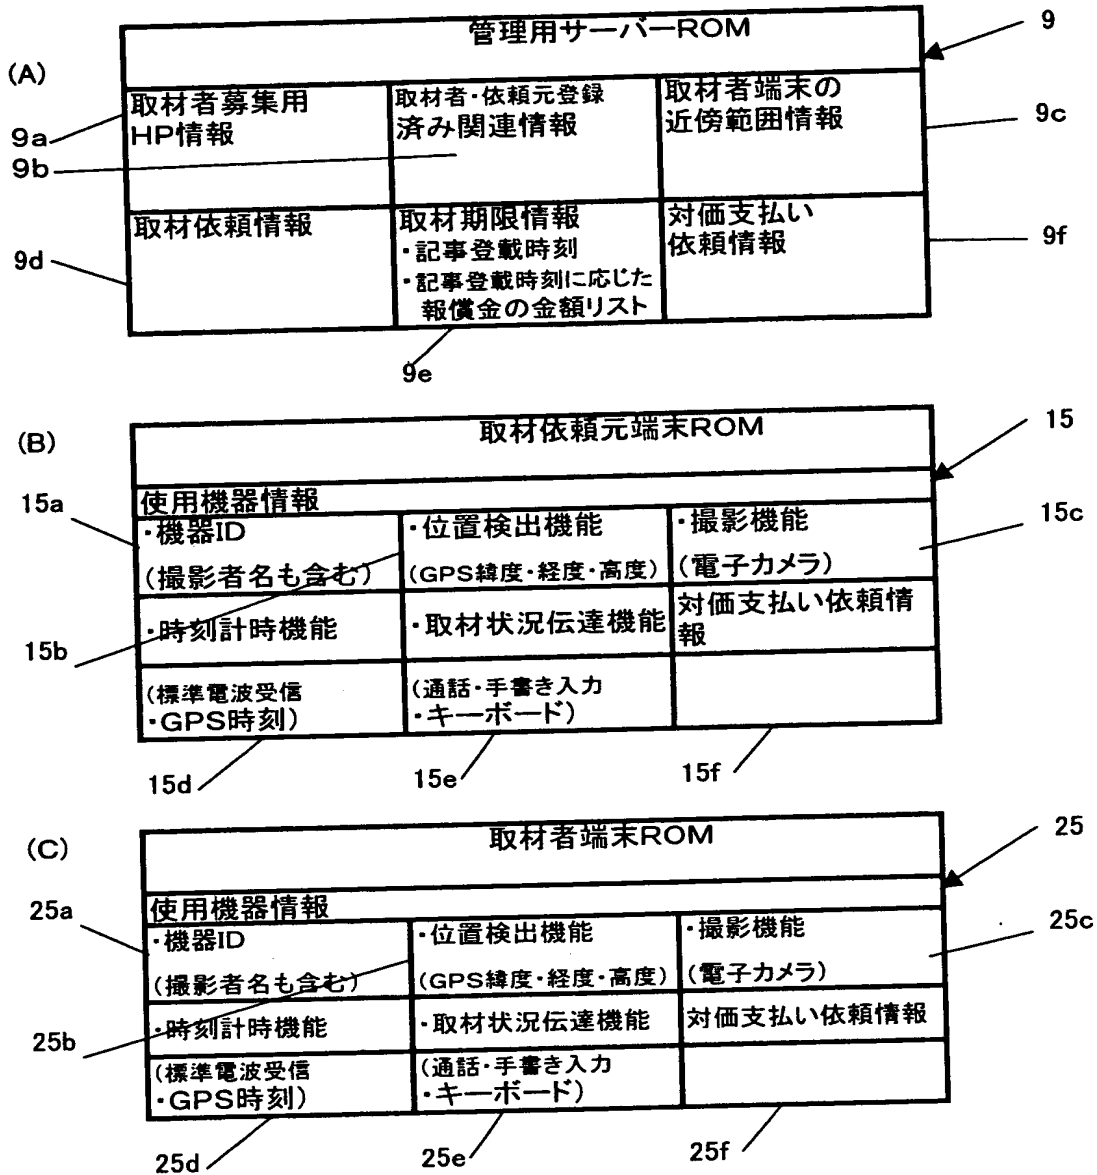 管理用サーバーROM
9
(A)
取材者募集用
HP情報
取材者・依頼元登録
済み関連情報
取材者端末の
近傍範囲情報
9a
9b
9c
取材依頼情報
取材期限情報
・記事登載時刻
・記事登載時刻に応じた
報償金の金額リスト
対価支払い
依頼情報
9d
9f
9e
(B)
取材依頼元端末ROM
15
使用機器情報
15a
・機器ID
(撮影者名も含む)
・位置検出機能
(GPS緯度・経度・高度)
・撮影機能
(電子カメラ)
15c
15b
・時刻計時機能
・取材状況伝達機能
対価支払い依頼情
報
(標準電波受信
・GPS時刻)
(通話・手書き入力
・キーボード)
15d
15e
15f
(C)
取材者端末ROM
25
使用機器情報
25a
・機器ID
(撮影者名も含む)
・位置検出機能
(GPS緯度・経度・高度)
・撮影機能
(電子カメラ)
25c
25b
・時刻計時機能
・取材状況伝達機能
対価支払い依頼情報
(標準電波受信
・GPS時刻)
(通話・手書き入力
・キーボード)
25d
25e
25f